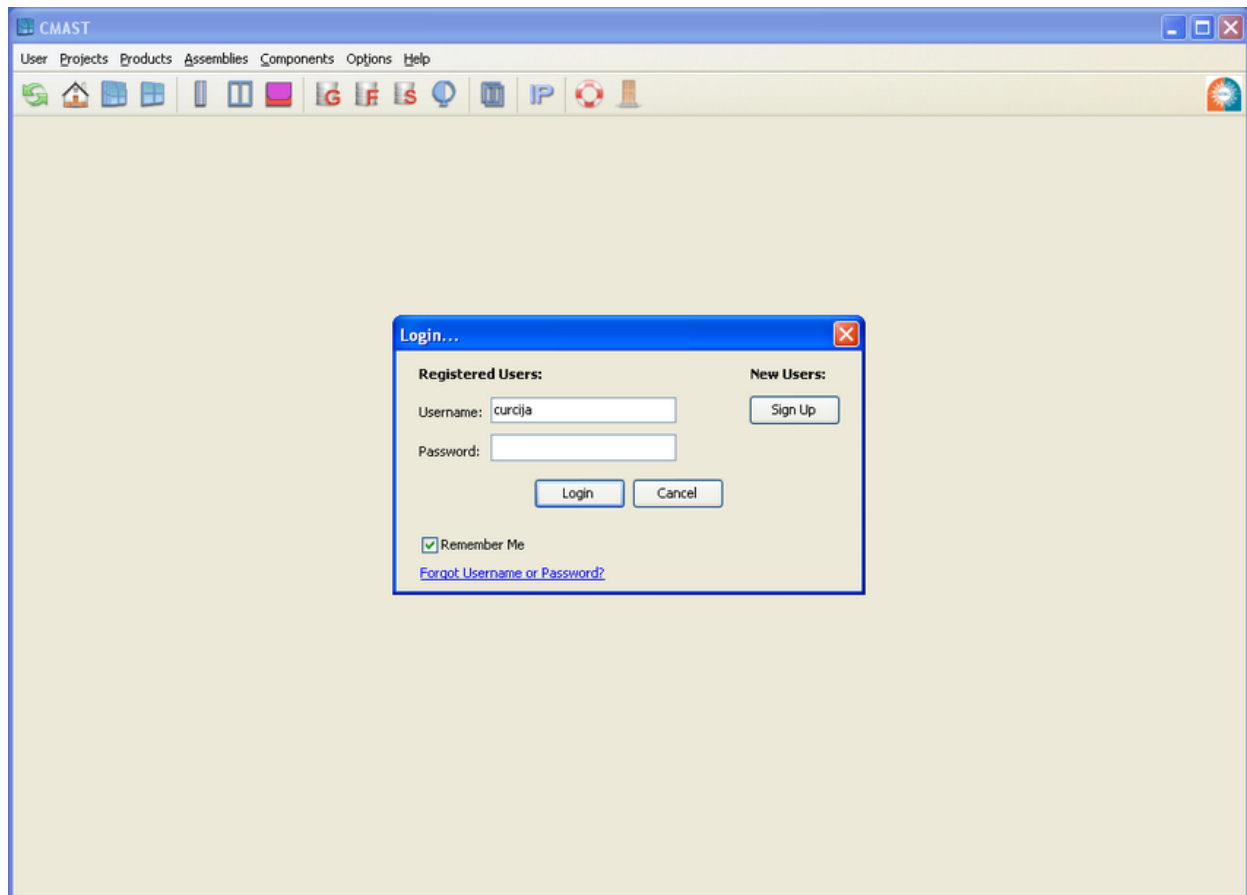 CMAST
User Projects Products Assemblies Components Options Help
G F S IP
Login...
Registered Users: New Users:
Username: curcija Sign Up
Password:
Login Cancel
Remember Me
Forgot Username or Password?